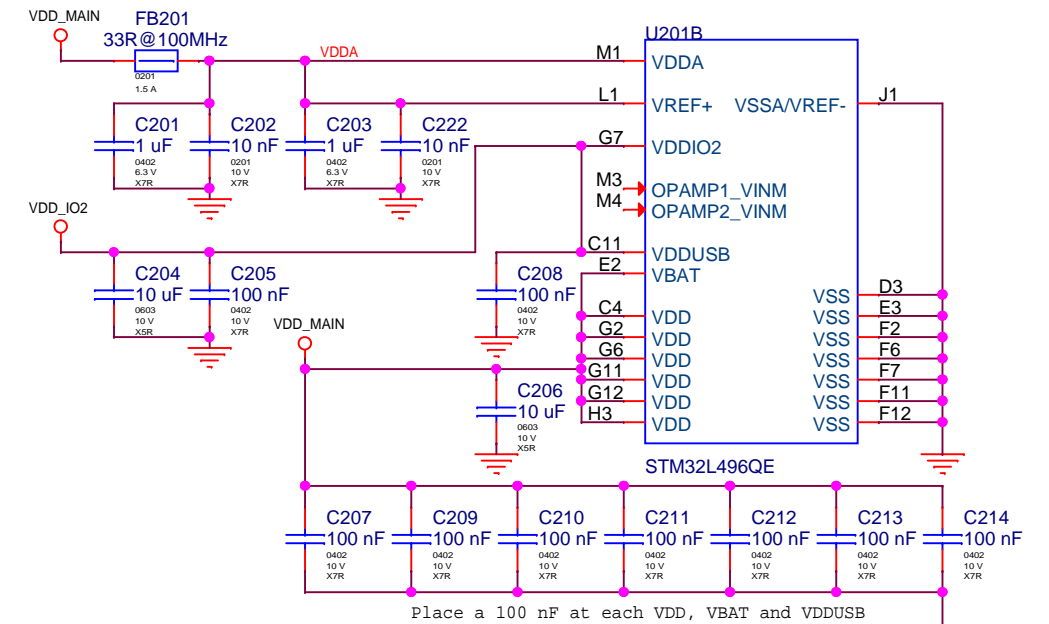 VDD_MAIN
FB201
33R@100MHz
0201
1.5 A
VDDA
U201B
M1
VDDA
L1
VREF+
VSSA/VREF-
J1
C201
1 uF
0402
6.3 V
X7R
C202
10 nF
0201
10 V
X7R
C203
1 uF
0402
6.3 V
X7R
C222
10 nF
0201
10 V
X7R
G7
VDDIO2
M3
OPAMP1_VINM
M4
OPAMP2_VINM
VDD_IO2
C11
VDDUSB
E2
VBAT
C204
10 uF
0603
10 V
X5R
C205
100 nF
0402
10 V
X7R
C208
100 nF
0402
10 V
X7R
VDD_MAIN
C4
VDD
G2
VDD
G6
VDD
G11
VDD
G12
VDD
H3
VDD
VSS
D3
VSS
E3
VSS
F2
VSS
F6
VSS
F7
VSS
F11
VSS
F12
C206
10 uF
0603
10 V
X5R
STM32L496QE
C207
100 nF
0402
10 V
X7R
C209
100 nF
0402
10 V
X7R
C210
100 nF
0402
10 V
X7R
C211
100 nF
0402
10 V
X7R
C212
100 nF
0402
10 V
X7R
C213
100 nF
0402
10 V
X7R
C214
100 nF
0402
10 V
X7R
Place a 100 nF at each VDD, VBAT and VDDUSB